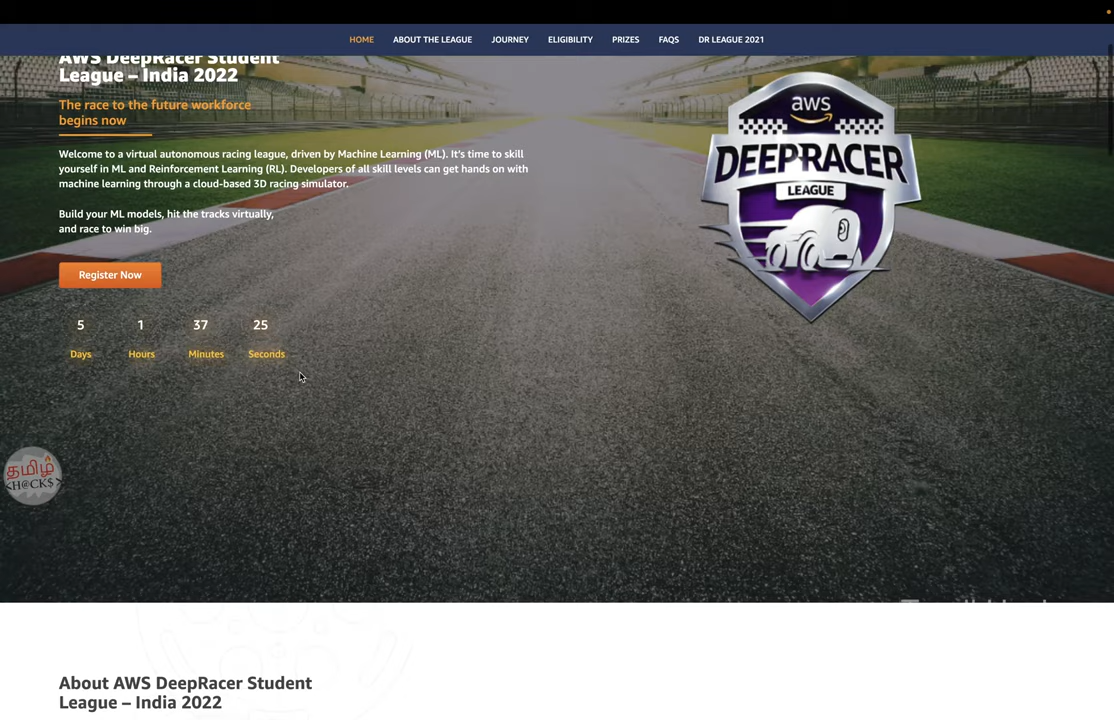 HOME ABOUT THE LEAGUE JOURNEY ELIGIBILITY PRIZES FAQS DR LEAGUE 2021
AWS DeepRacer Student
League – India 2022
The race to the future workforce
begins now
Welcome to a virtual autonomous racing league, driven by Machine Learning (ML). It's time to skill
yourself in ML and Reinforcement Learning (RL). Developers of all skill levels can get hands on with
machine learning through a cloud-based 3D racing simulator.
Build your ML models, hit the tracks virtually,
and race to win big.
Register Now
5 1 37 25
Days Hours Minutes Seconds
aws
DEEPRACER
LEAGUE
தமிழ்
<H@CK$>
About AWS DeepRacer Student
League – India 2022